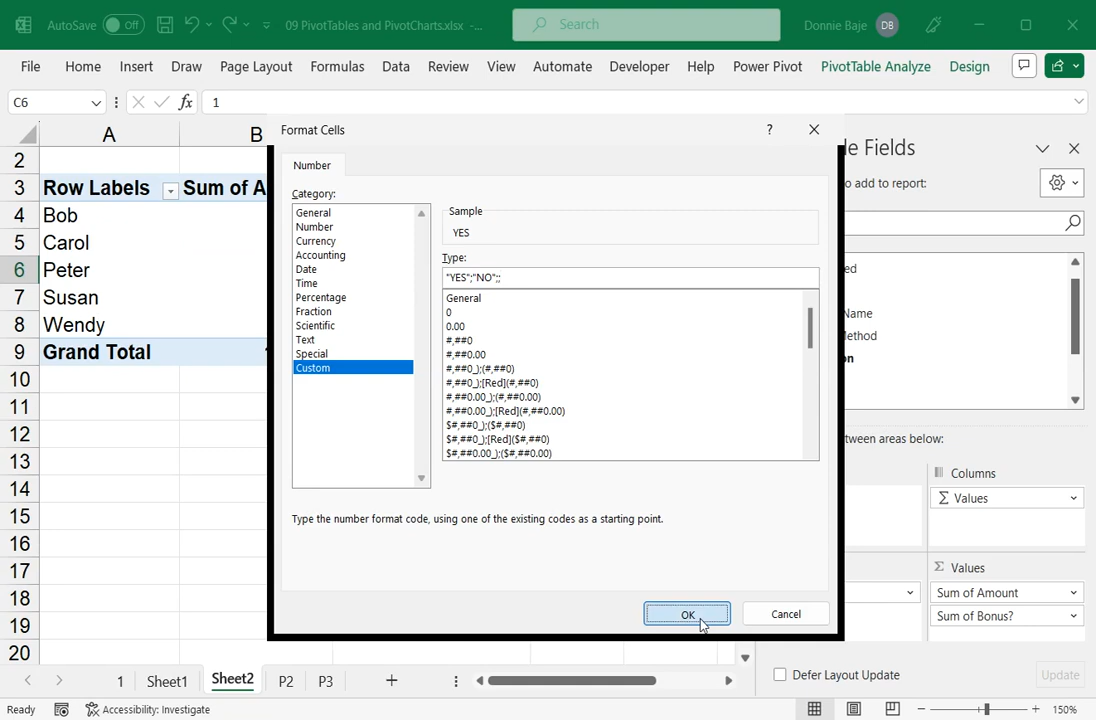 AutoSave Off 09 PivotTables and PivotCharts.xlsx -... Search Donnie Baje DB
File Home Insert Draw Page Layout Formulas Data Review View Automate Developer Help Power Pivot PivotTable Analyze Design
C6 fx 1
A B
2
3 Row Labels Sum of A
4 Bob
5 Carol
6 Peter
7 Susan
8 Wendy
9 Grand Total
10
11
12
13
14
15
16
17
18
19
20
Format Cells ?
Number
Category:
General
Number
Currency
Accounting
Date
Time
Percentage
Fraction
Scientific
Text
Special
Custom
Sample
YES
Type:
"YES";"NO";;
General
0
0.00
#,##0
#,##0.00
#,##0_);(#,##0)
#,##0_);[Red](#,##0)
#,##0.00_);(#,##0.00)
#,##0.00_);[Red](#,##0.00)
$#,##0_);($#,##0)
$#,##0_);[Red]($#,##0)
$#,##0.00_);($#,##0.00)
Type the number format code, using one of the existing codes as a starting point.
OK Cancel
le Fields
o add to report:
ed
Name
ethod
on
tween areas below:
Columns
Σ Values
Σ Values
Sum of Amount
Sum of Bonus?
Defer Layout Update Update
1 Sheet1 Sheet2 P2 P3
Ready Accessibility: Investigate 150%